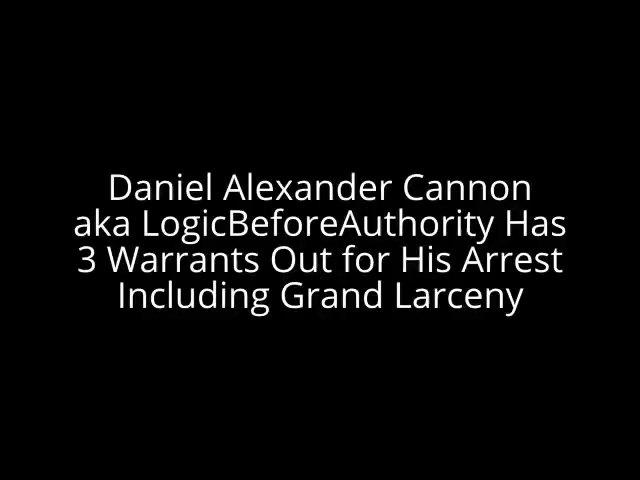 Daniel Alexander Cannon
aka LogicBeforeAuthority Has
3 Warrants Out for His Arrest
Including Grand Larceny